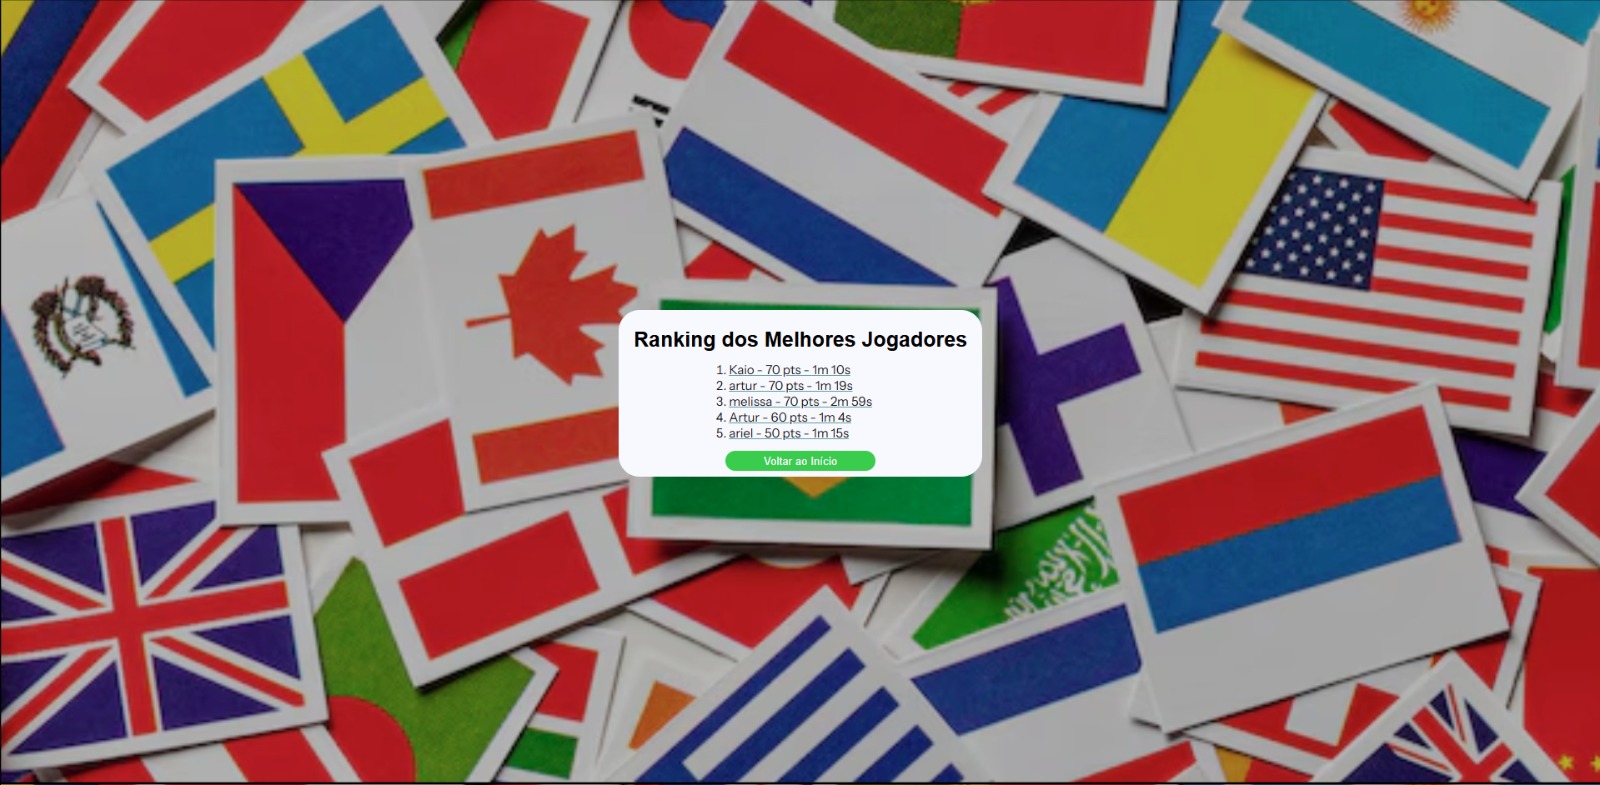 Ranking dos Melhores Jogadores
1. Kaio - 70 pts - 1m 10s
2. artur - 70 pts - 1m 19s
3. melissa - 70 pts - 2m 59s
4. Artur - 60 pts - 1m 4s
5. ariel - 50 pts - 1m 15s
Voltar ao Início